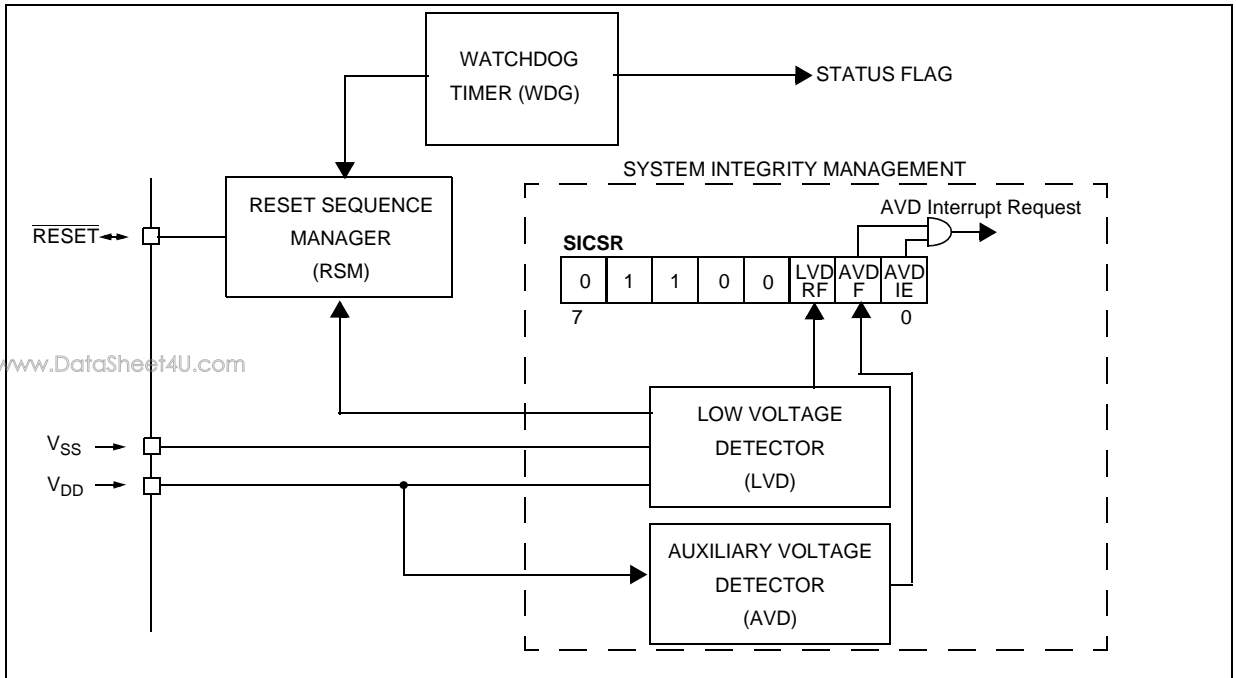 WATCHDOG
TIMER (WDG)
STATUS FLAG
SYSTEM INTEGRITY MANAGEMENT
RESET SEQUENCE
MANAGER
(RSM)
RESET
AVD Interrupt Request
SICSR
0 1 1 0 0 LVD RF AVD F AVD IE
7 0
www.DataSheet4U.com
LOW VOLTAGE
DETECTOR
(LVD)
VSS
VDD
AUXILIARY VOLTAGE
DETECTOR
(AVD)